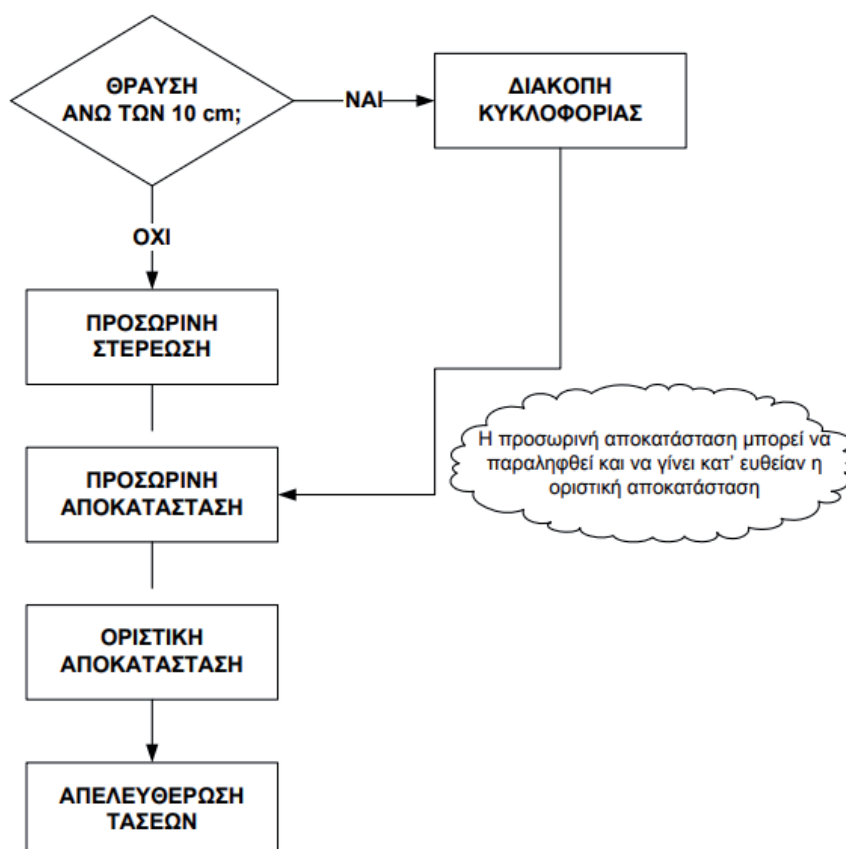 ΘΡΑΥΣΗ
ΑΝΩ ΤΩΝ 10 cm;
ΝΑΙ
ΔΙΑΚΟΠΗ
ΚΥΚΛΟΦΟΡΙΑΣ
ΟΧΙ
ΠΡΟΣΩΡΙΝΗ
ΣΤΕΡΕΩΣΗ
Η προσωρινή αποκατάσταση μπορεί να
παραληφθεί και να γίνει κατ’ ευθείαν η
οριστική αποκατάσταση
ΠΡΟΣΩΡΙΝΗ
ΑΠΟΚΑΤΑΣΤΑΣΗ
ΟΡΙΣΤΙΚΗ
ΑΠΟΚΑΤΑΣΤΑΣΗ
ΑΠΕΛΕΥΘΕΡΩΣΗ
ΤΑΣΕΩΝ